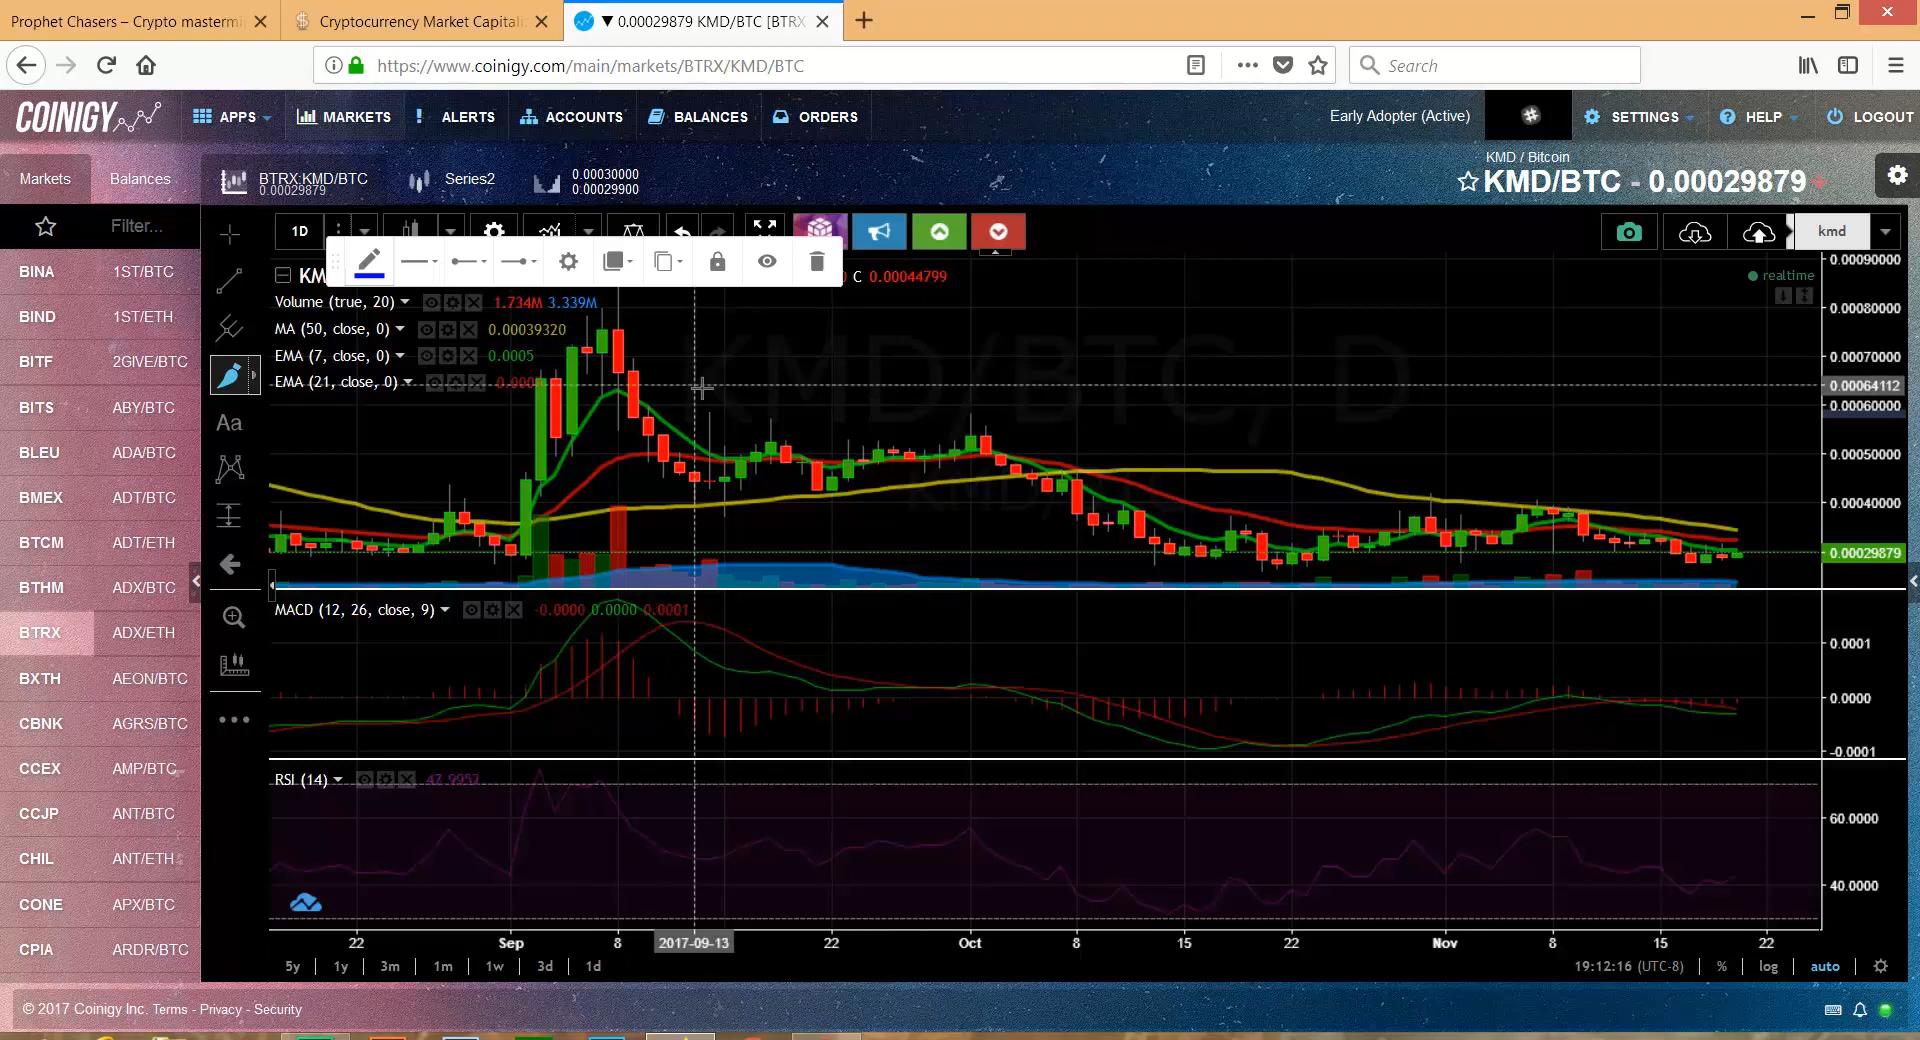 Prophet Chasers – Crypto mastermi
Cryptocurrency Market Capitali
▼ 0.00029879 KMD/BTC [BTRX
https://www.coinigy.com/main/markets/BTRX/KMD/BTC
Search
COINIGY
APPS
MARKETS
ALERTS
ACCOUNTS
BALANCES
ORDERS
Early Adopter (Active)
SETTINGS
HELP
LOGOUT
Markets
Balances
BTRX:KMD/BTC
0.00029879
Series2
0.00030000
0.00029900
KMD / Bitcoin
KMD/BTC - 0.00029879
Filter...
1D
kmd
BINA 1ST/BTC
BIND 1ST/ETH
BITF 2GIVE/BTC
BITS ABY/BTC
BLEU ADA/BTC
BMEX ADT/BTC
BTCM ADT/ETH
BTHM ADX/BTC
BTRX ADX/ETH
BXTH AEON/BTC
CBNK AGRS/BTC
CCEX AMP/BTC
CCJP ANT/BTC
CHIL ANT/ETH
CONE APX/BTC
CPIA ARDR/BTC
Aa
KM
C 0.00044799
realtime
Volume (true, 20) 1.734M 3.339M
MA (50, close, 0) 0.00039320
EMA (7, close, 0) 0.0005
EMA (21, close, 0)
KMD/BTC, D
0.00090000
0.00080000
0.00070000
0.00064112
0.00060000
0.00050000
0.00040000
0.00029879
MACD (12, 26, close, 9) -0.0000 0.0000 0.0001
0.0001
0.0000
-0.0001
RSI (14) 47.9957
60.0000
40.0000
22 Sep 8 2017-09-13 22 Oct 8 15 22 Nov 8 15 22
5y 1y 3m 1m 1w 3d 1d
19:12:16 (UTC-8) % log auto
© 2017 Coinigy Inc. Terms - Privacy - Security